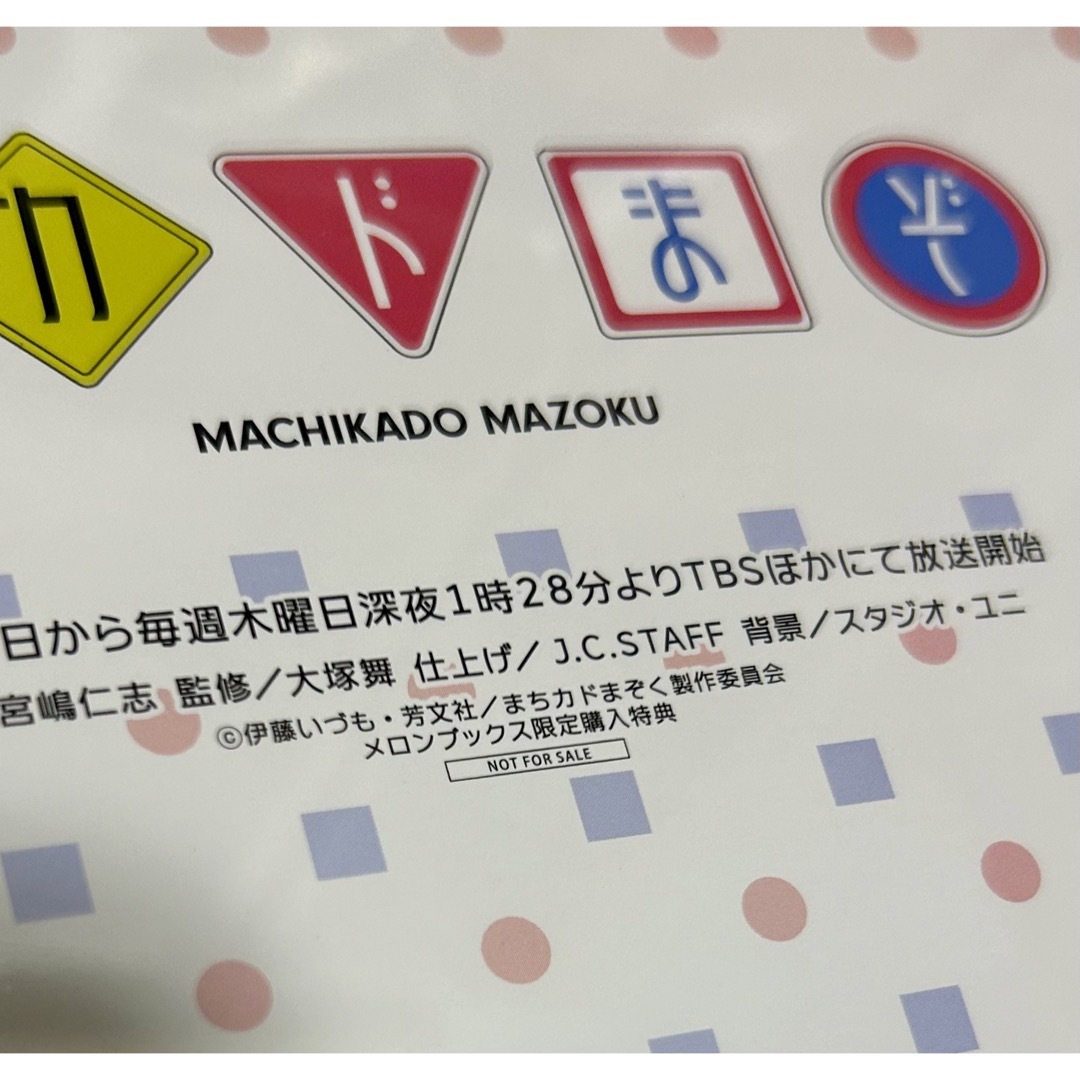 カドまぞ
MACHIKADO MAZOKU
日から毎週木曜日深夜1時28分よりTBSほかにて放送開始
宮嶋仁志 監修/大塚舞 仕上げ/J.C.STAFF 背景/スタジオ・ユニ
©伊藤いづも・芳文社/まちカドまぞく製作委員会
メロンブックス限定購入特典
NOT FOR SALE